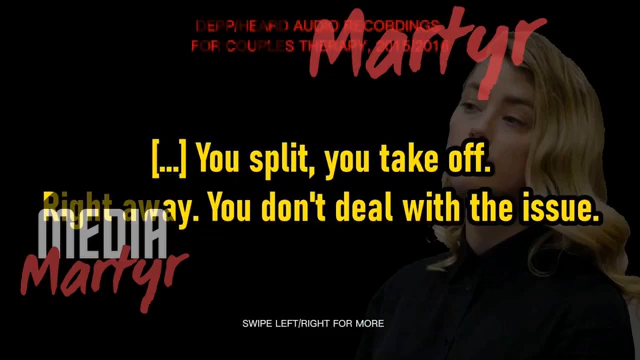 DEPP/HEARD AUDIO RECORDINGS
FOR COUPLES THERAPY, 2015/2016
Martyr
[...] You split, you take off.
Right away. You don't deal with the issue.
MEDIA
Martyr
SWIPE LEFT/RIGHT FOR MORE